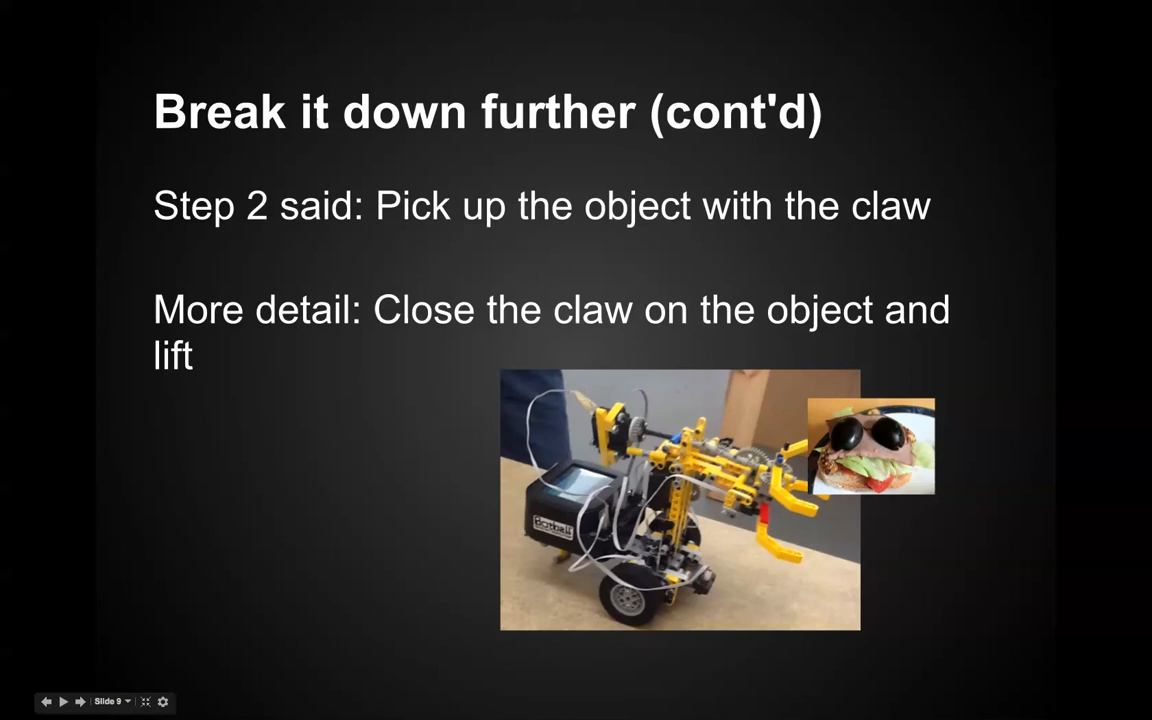 Break it down further (cont'd)
Step 2 said: Pick up the object with the claw
More detail: Close the claw on the object and
lift
botball
Slide 9